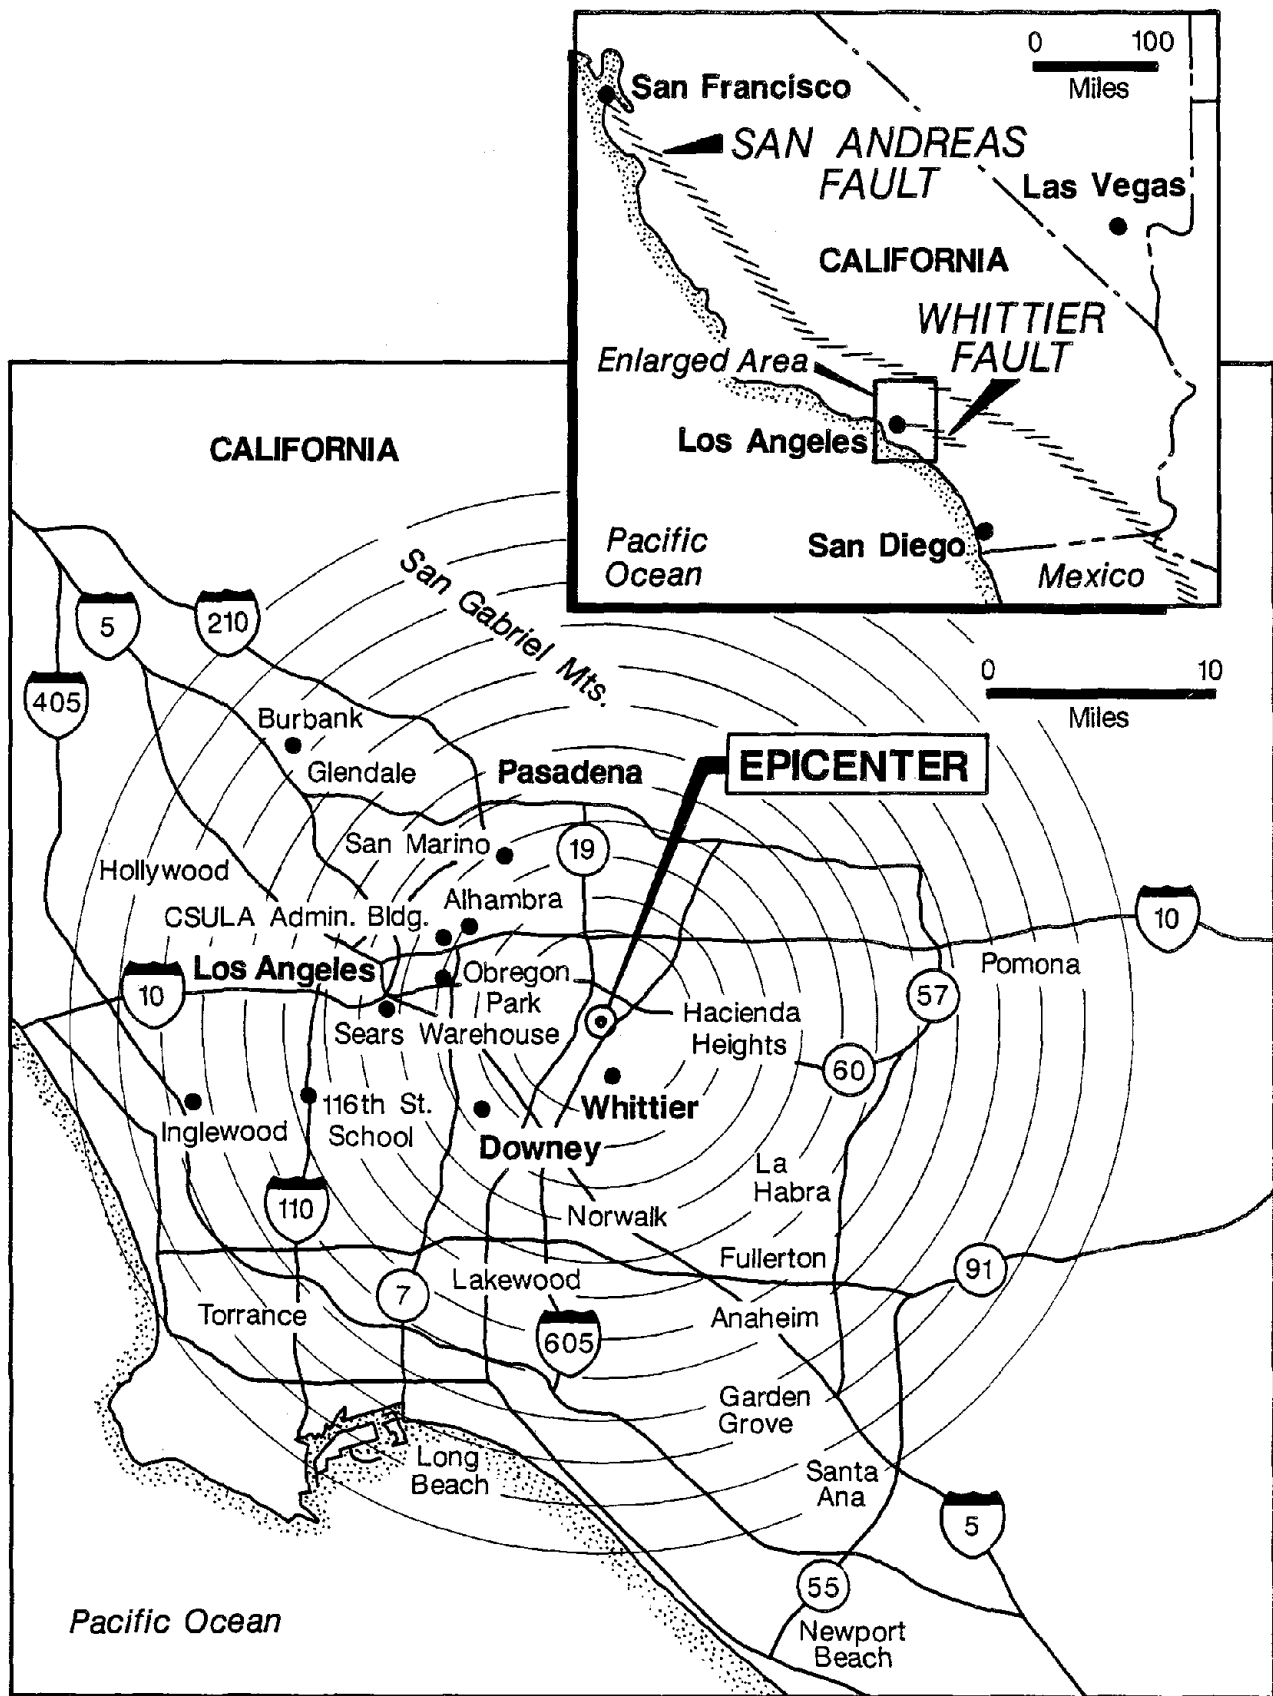 0 100
Miles
San Francisco
SAN ANDREAS
FAULT
Las Vegas
CALIFORNIA
WHITTIER
FAULT
Enlarged Area
Los Angeles
Pacific
Ocean
San Diego
Mexico
CALIFORNIA
San Gabriel Mts.
5
210
405
0 10
Miles
Burbank
Glendale
Pasadena
EPICENTER
San Marino
19
Hollywood
Alhambra
CSULA Admin. Bldg.
10
Los Angeles
Obregon
Park
Pomona
10
57
Sears Warehouse
Hacienda
Heights
60
Whittier
116th St.
School
Inglewood
Downey
La
Habra
110
Norwalk
Fullerton
91
Lakewood
7
Torrance
Anaheim
605
Garden
Grove
Long
Beach
Santa
Ana
5
55
Pacific Ocean
Newport
Beach